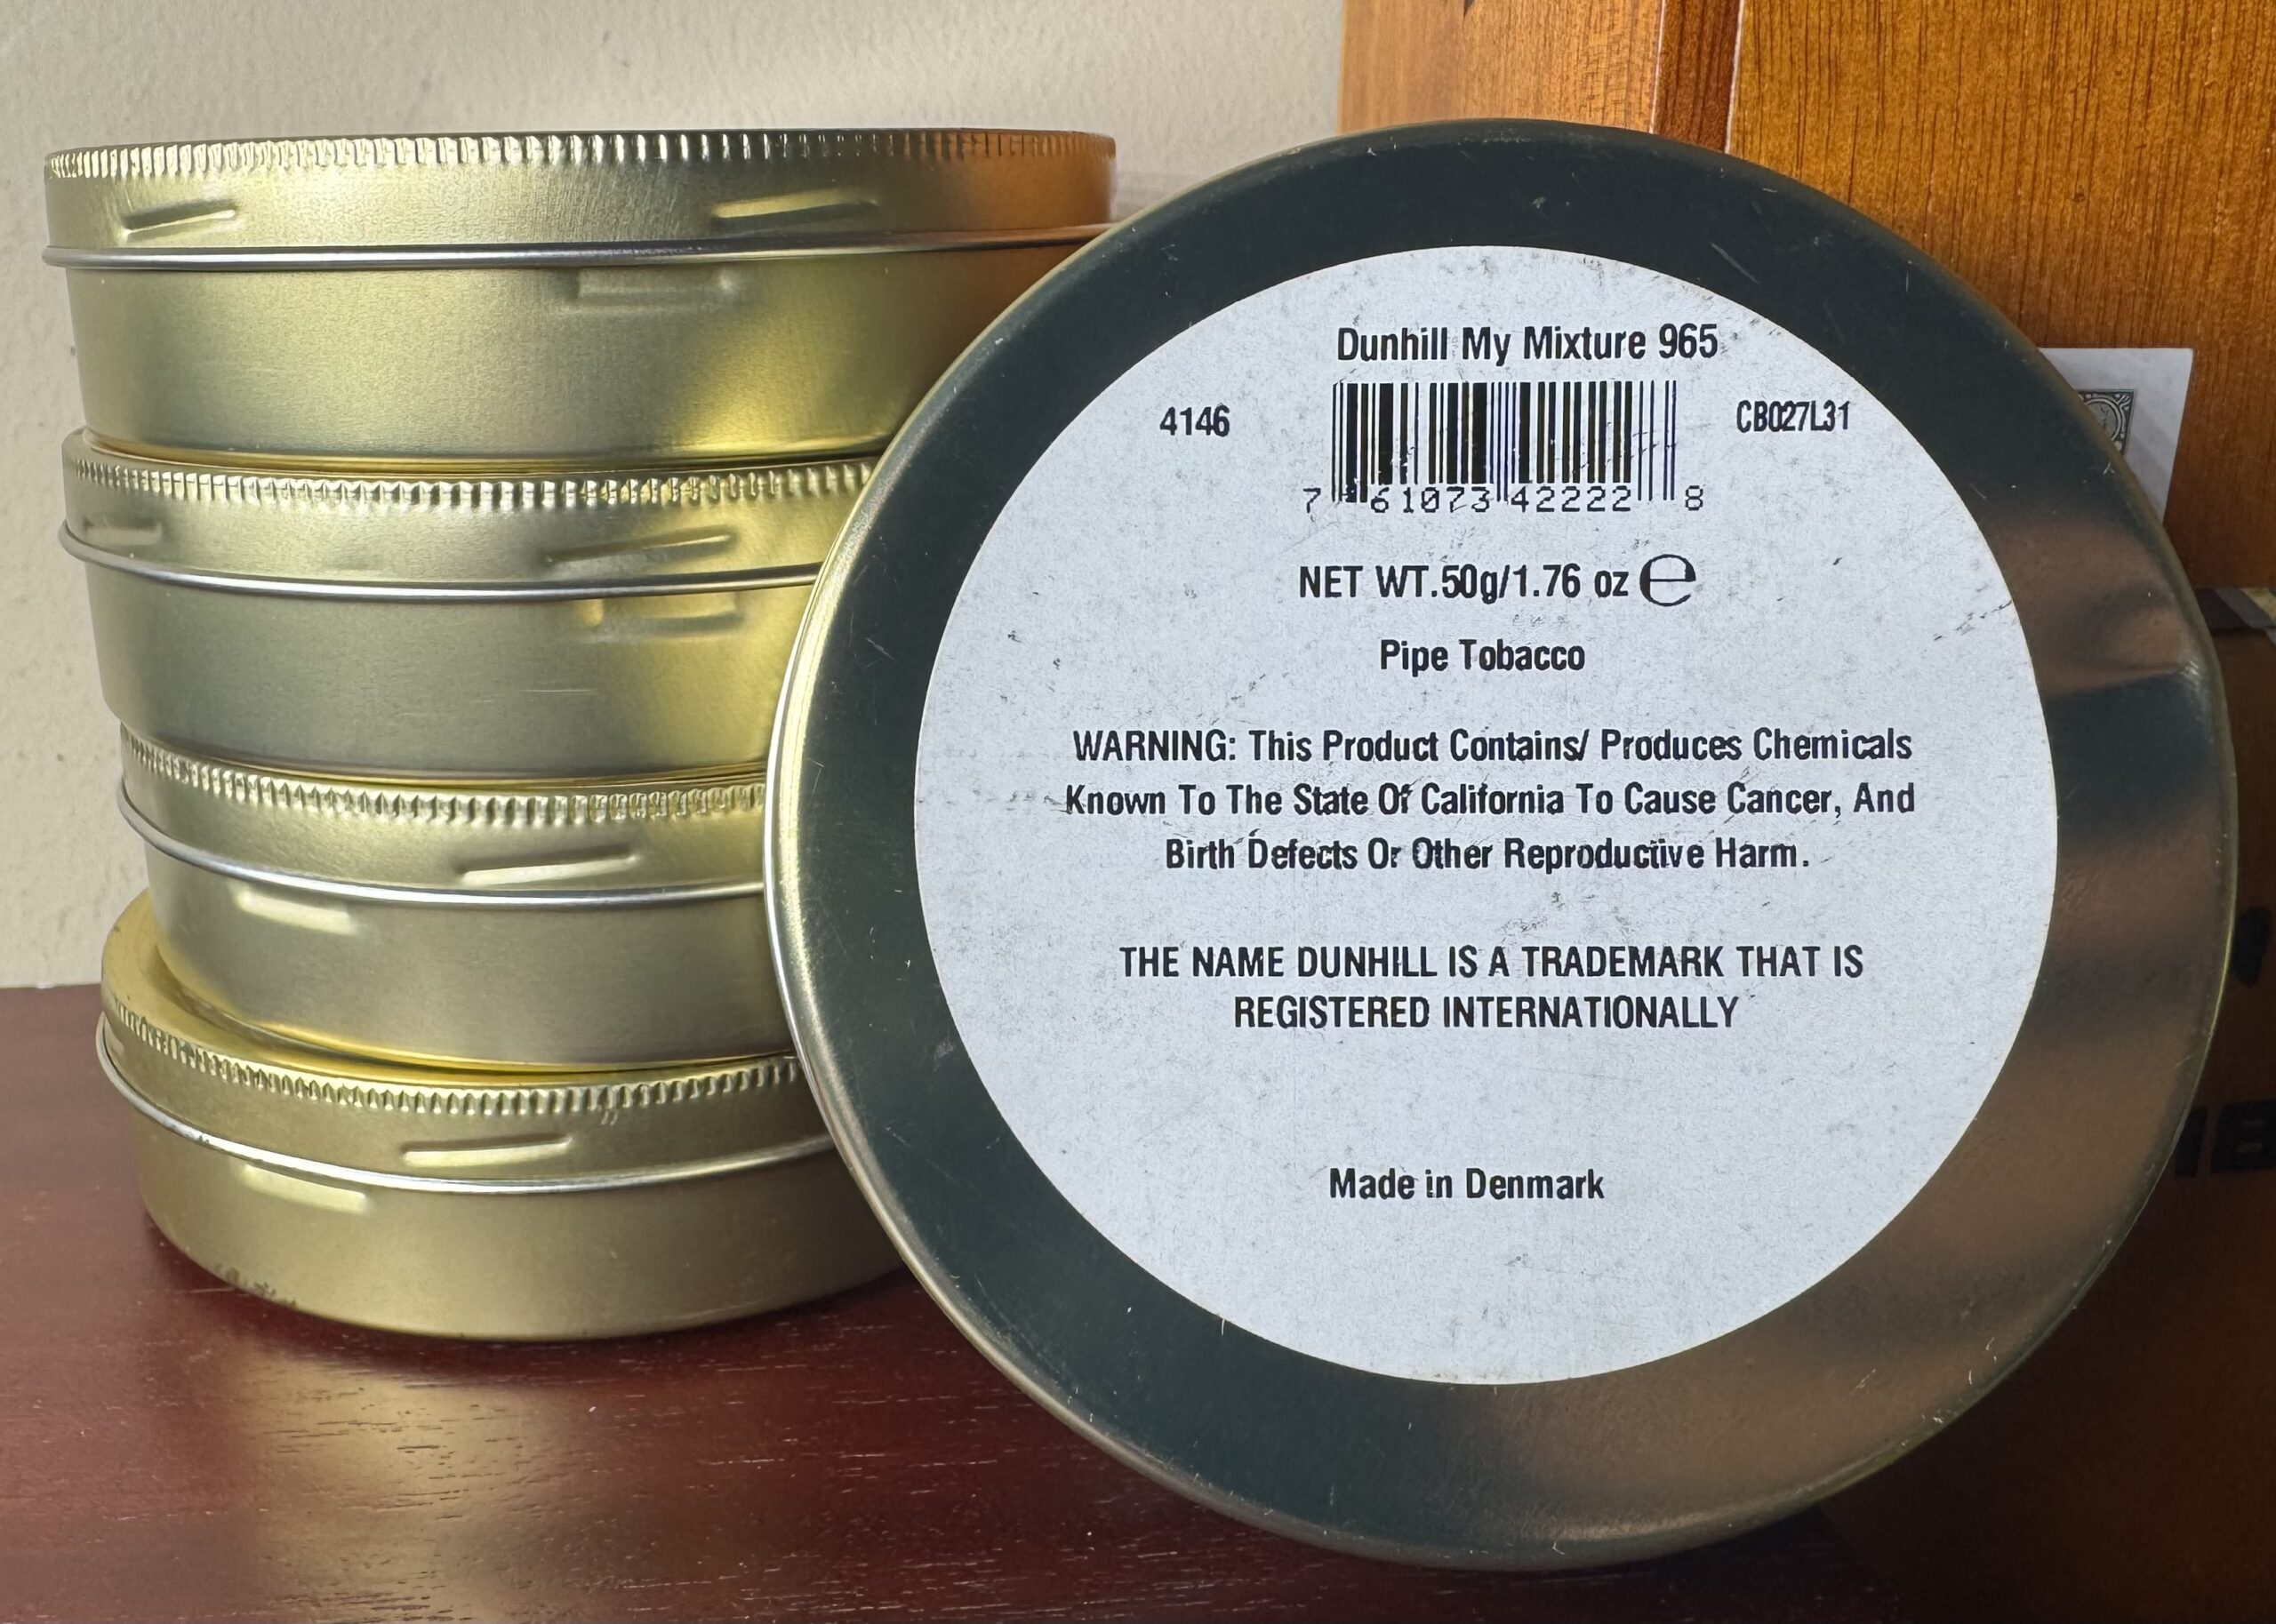 Dunhill My Mixture 965
4146
CB027L31
7 61073 42222 8
NET WT.50g/1.76 oz ℮
Pipe Tobacco
WARNING: This Product Contains/ Produces Chemicals
Known To The State Of California To Cause Cancer, And
Birth Defects Or Other Reproductive Harm.
THE NAME DUNHILL IS A TRADEMARK THAT IS
REGISTERED INTERNATIONALLY
Made in Denmark